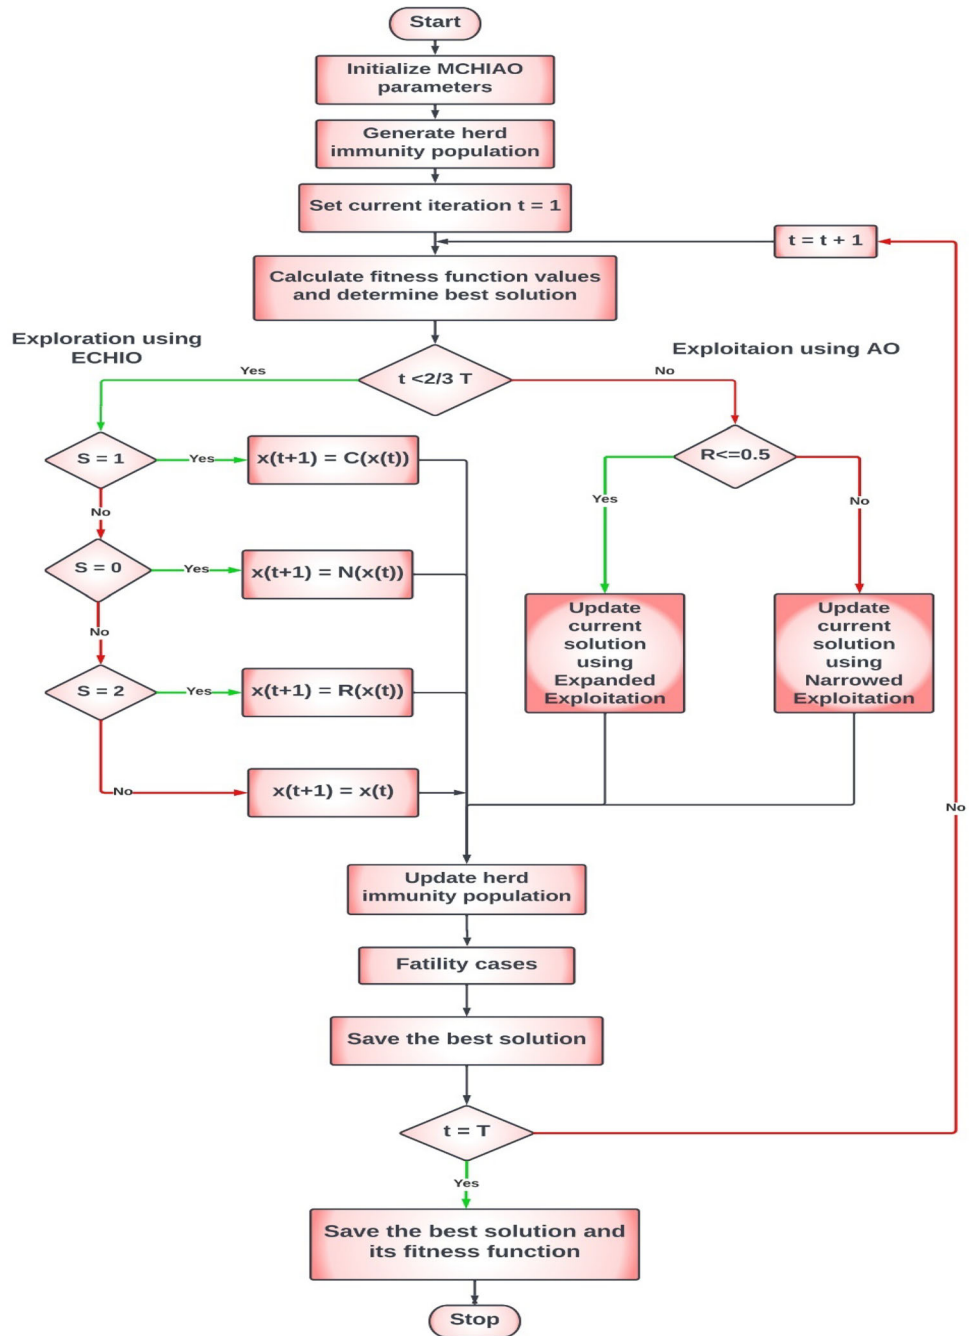 Start
Initialize MCHIAO
parameters
Generate herd
immunity population
Set current iteration t = 1
t = t + 1
Calculate fitness function values
and determine best solution
Exploration using
ECHIO
Exploitaion using AO
Yes
t <2/3 T
No
S = 1
Yes
x(t+1) = C(x(t))
R<=0.5
Yes
No
No
S = 0
Yes
x(t+1) = N(x(t))
No
S = 2
Yes
x(t+1) = R(x(t))
Update
current
solution
using
Expanded
Exploitation
Update
current
solution
using
Narrowed
Exploitation
No
x(t+1) = x(t)
No
Update herd
immunity population
Fatility cases
Save the best solution
t = T
Yes
Save the best solution and
its fitness function
Stop